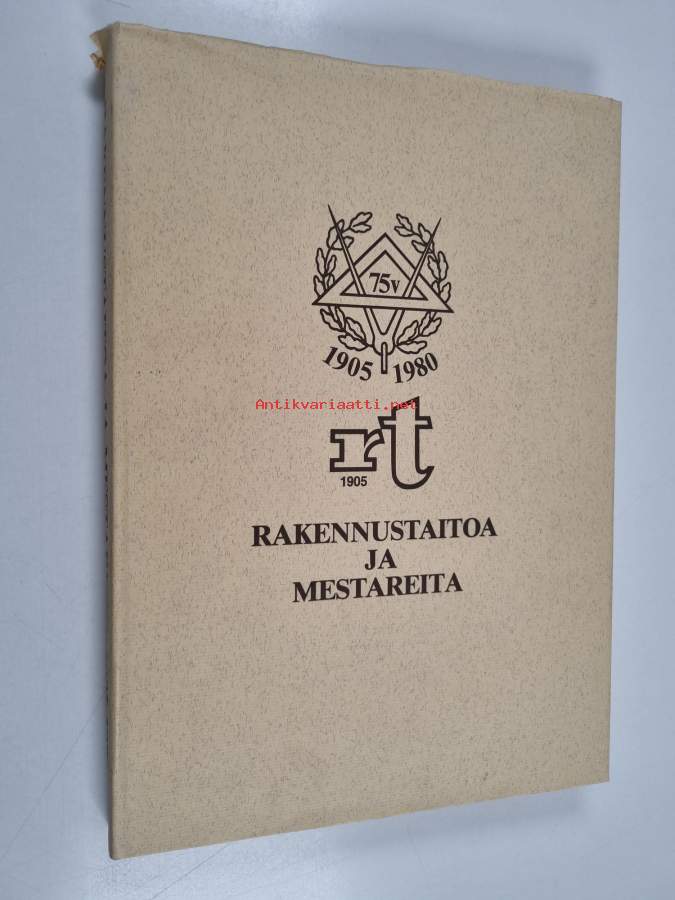 75v
1905 1980
Antikvariaatti.net
rt
1905
RAKENNUSTAITOA
JA
MESTAREITA